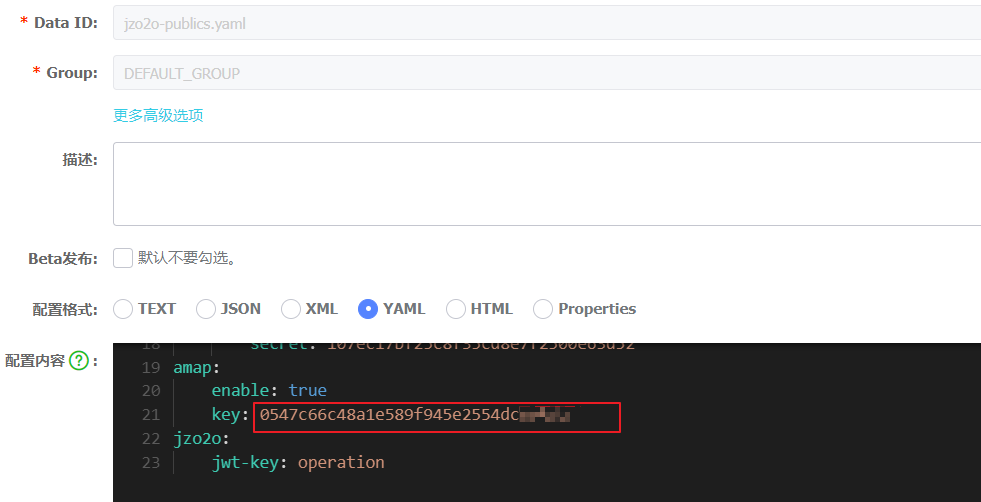 * Data ID: jzo2o-publics.yaml
* Group: DEFAULT_GROUP
更多高级选项
描述:
Beta发布: 默认不要勾选。
配置格式: TEXT JSON XML YAML HTML Properties
配置内容 ? :
18 secret:
19 amap:
20 enable: true
21 key: 0547c66c48a1e589f945e2554dc
22 jzo2o:
23 jwt-key: operation